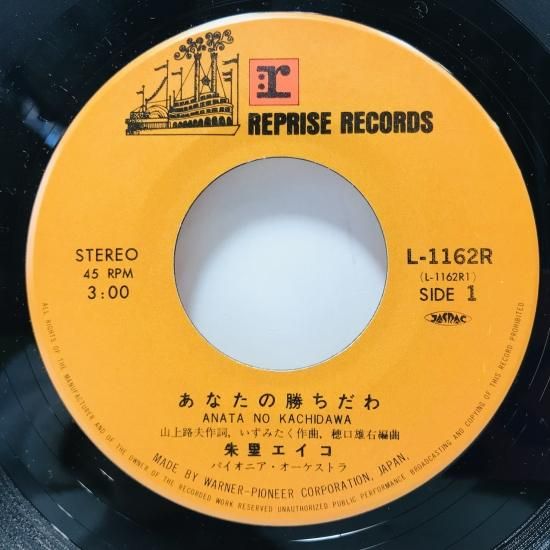 r
REPRISE RECORDS
STEREO
45 RPM
3:00
L-1162R
(L-1162R1)
SIDE 1
JASRAC
あなたの勝ちだわ
ANATA NO KACHIDAWA
山上路夫作詞, いずみたく作曲, 穂口雄右編曲
朱里エイコ
パイオニア・オーケストラ
MADE BY WARNER-PIONEER CORPORATION, JAPAN.
ALL RIGHTS OF THE MANUFACTURER AND OF THE OWNER OF THE RECORDED WORK RESERVED UNAUTHORIZED PUBLIC PERFORMANCE BROADCASTING AND COPYING OF THIS RECORD PROHIBITED